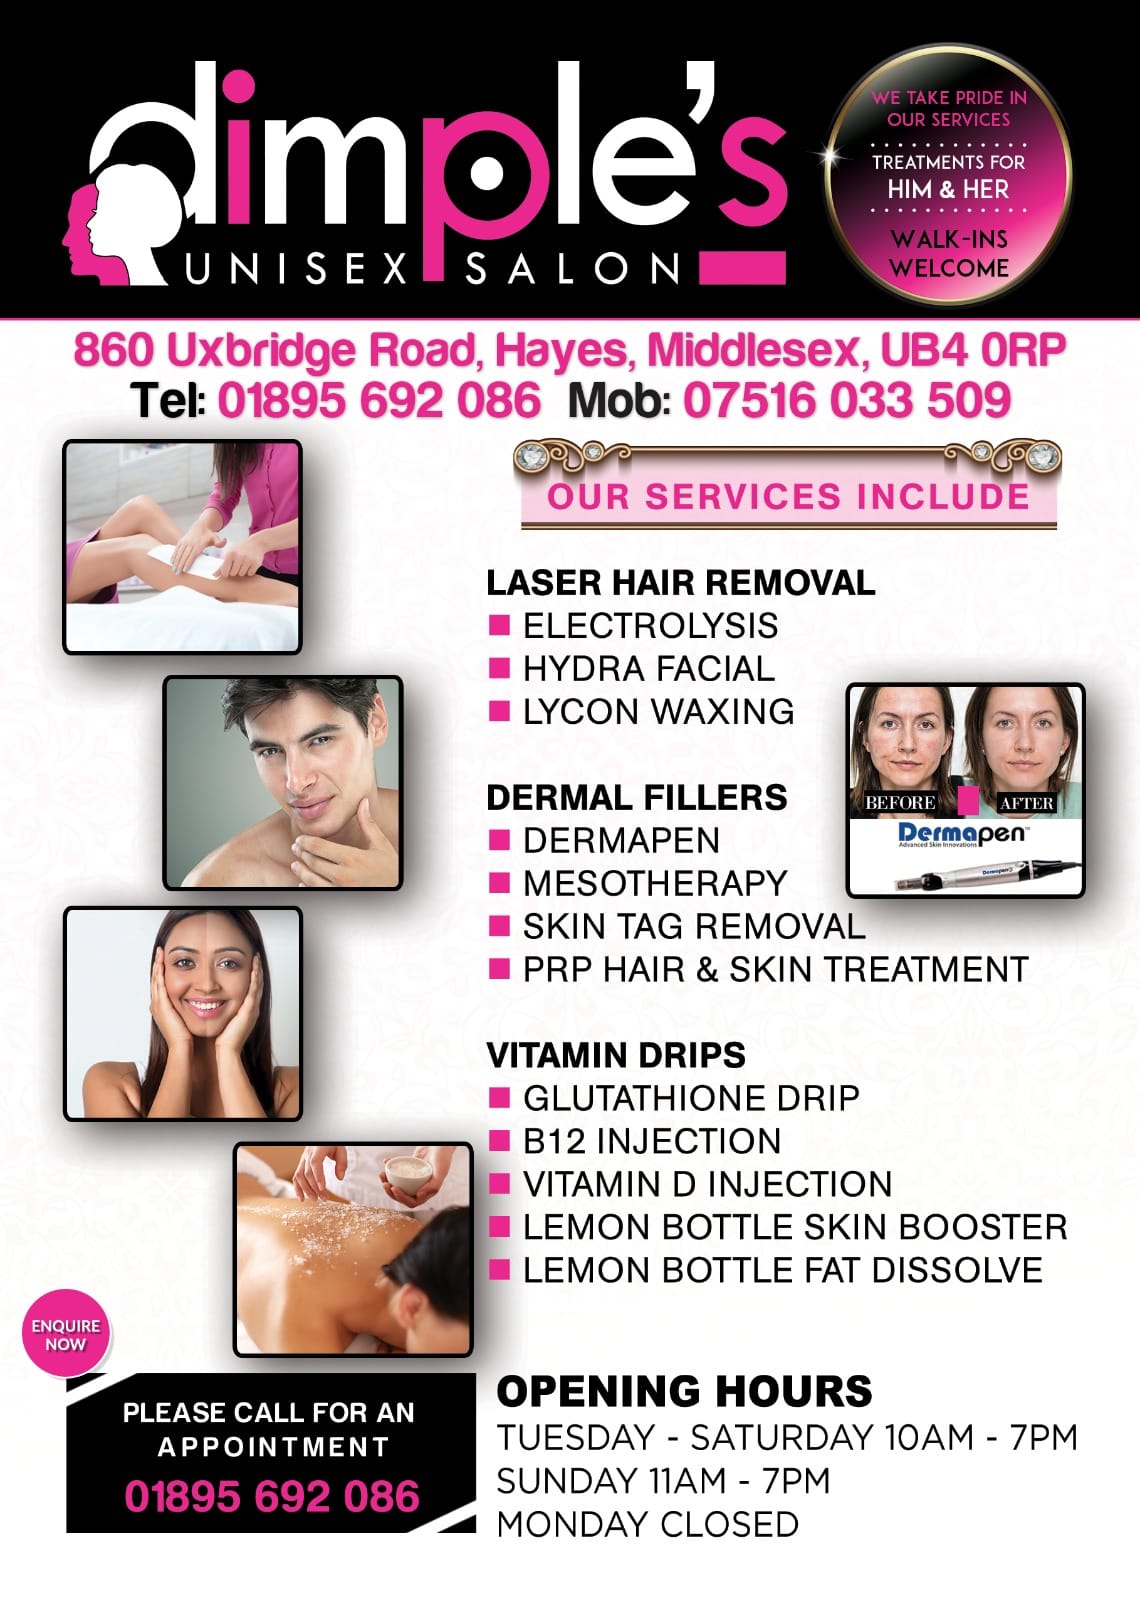 dimple's
UNISEX SALON
WE TAKE PRIDE IN
OUR SERVICES
TREATMENTS FOR
HIM & HER
WALK-INS
WELCOME
860 Uxbridge Road, Hayes, Middlesex, UB4 0RP
Tel: 01895 692 086 Mob: 07516 033 509
OUR SERVICES INCLUDE
LASER HAIR REMOVAL
ELECTROLYSIS
HYDRA FACIAL
LYCON WAXING
DERMAL FILLERS
DERMAPEN
MESOTHERAPY
SKIN TAG REMOVAL
PRP HAIR & SKIN TREATMENT
BEFORE AFTER
Dermapen™
Advanced Skin Innovations
Dermapen
VITAMIN DRIPS
GLUTATHIONE DRIP
B12 INJECTION
VITAMIN D INJECTION
LEMON BOTTLE SKIN BOOSTER
LEMON BOTTLE FAT DISSOLVE
ENQUIRE
NOW
PLEASE CALL FOR AN
APPOINTMENT
01895 692 086
OPENING HOURS
TUESDAY - SATURDAY 10AM - 7PM
SUNDAY 11AM - 7PM
MONDAY CLOSED